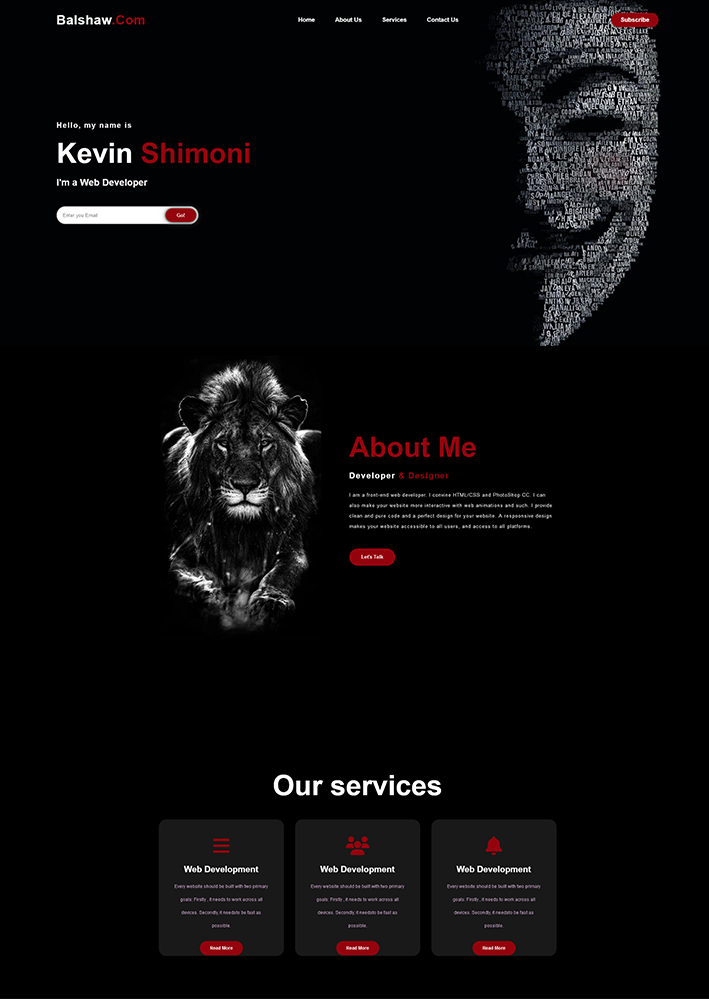 Balshaw.Com
Home About Us Services Contact Us Subscribe
Hello, my name is
Kevin Shimoni
I'm a Web Developer
Enter you Email Go!
About Me
Developer & Designer
I am a front-end web developer. I convine HTML/CSS and PhotoShop CC. I can
also make your website more interactive with web animations and such. I provide
clean and pure code and a perfect design for your website. A responsive design
makes your website accessible to all users, and access to all platforms.
Let's Talk
Our services
Web Development
Every website should be built with two primary
goals: Firstly , it needs to work across all
devices. Secondly, it needsto be fast as
possible.
Read More
Web Development
Every website should be built with two primary
goals: Firstly , it needs to work across all
devices. Secondly, it needsto be fast as
possible.
Read More
Web Development
Every website should be built with two primary
goals: Firstly , it needs to work across all
devices. Secondly, it needsto be fast as
possible.
Read More